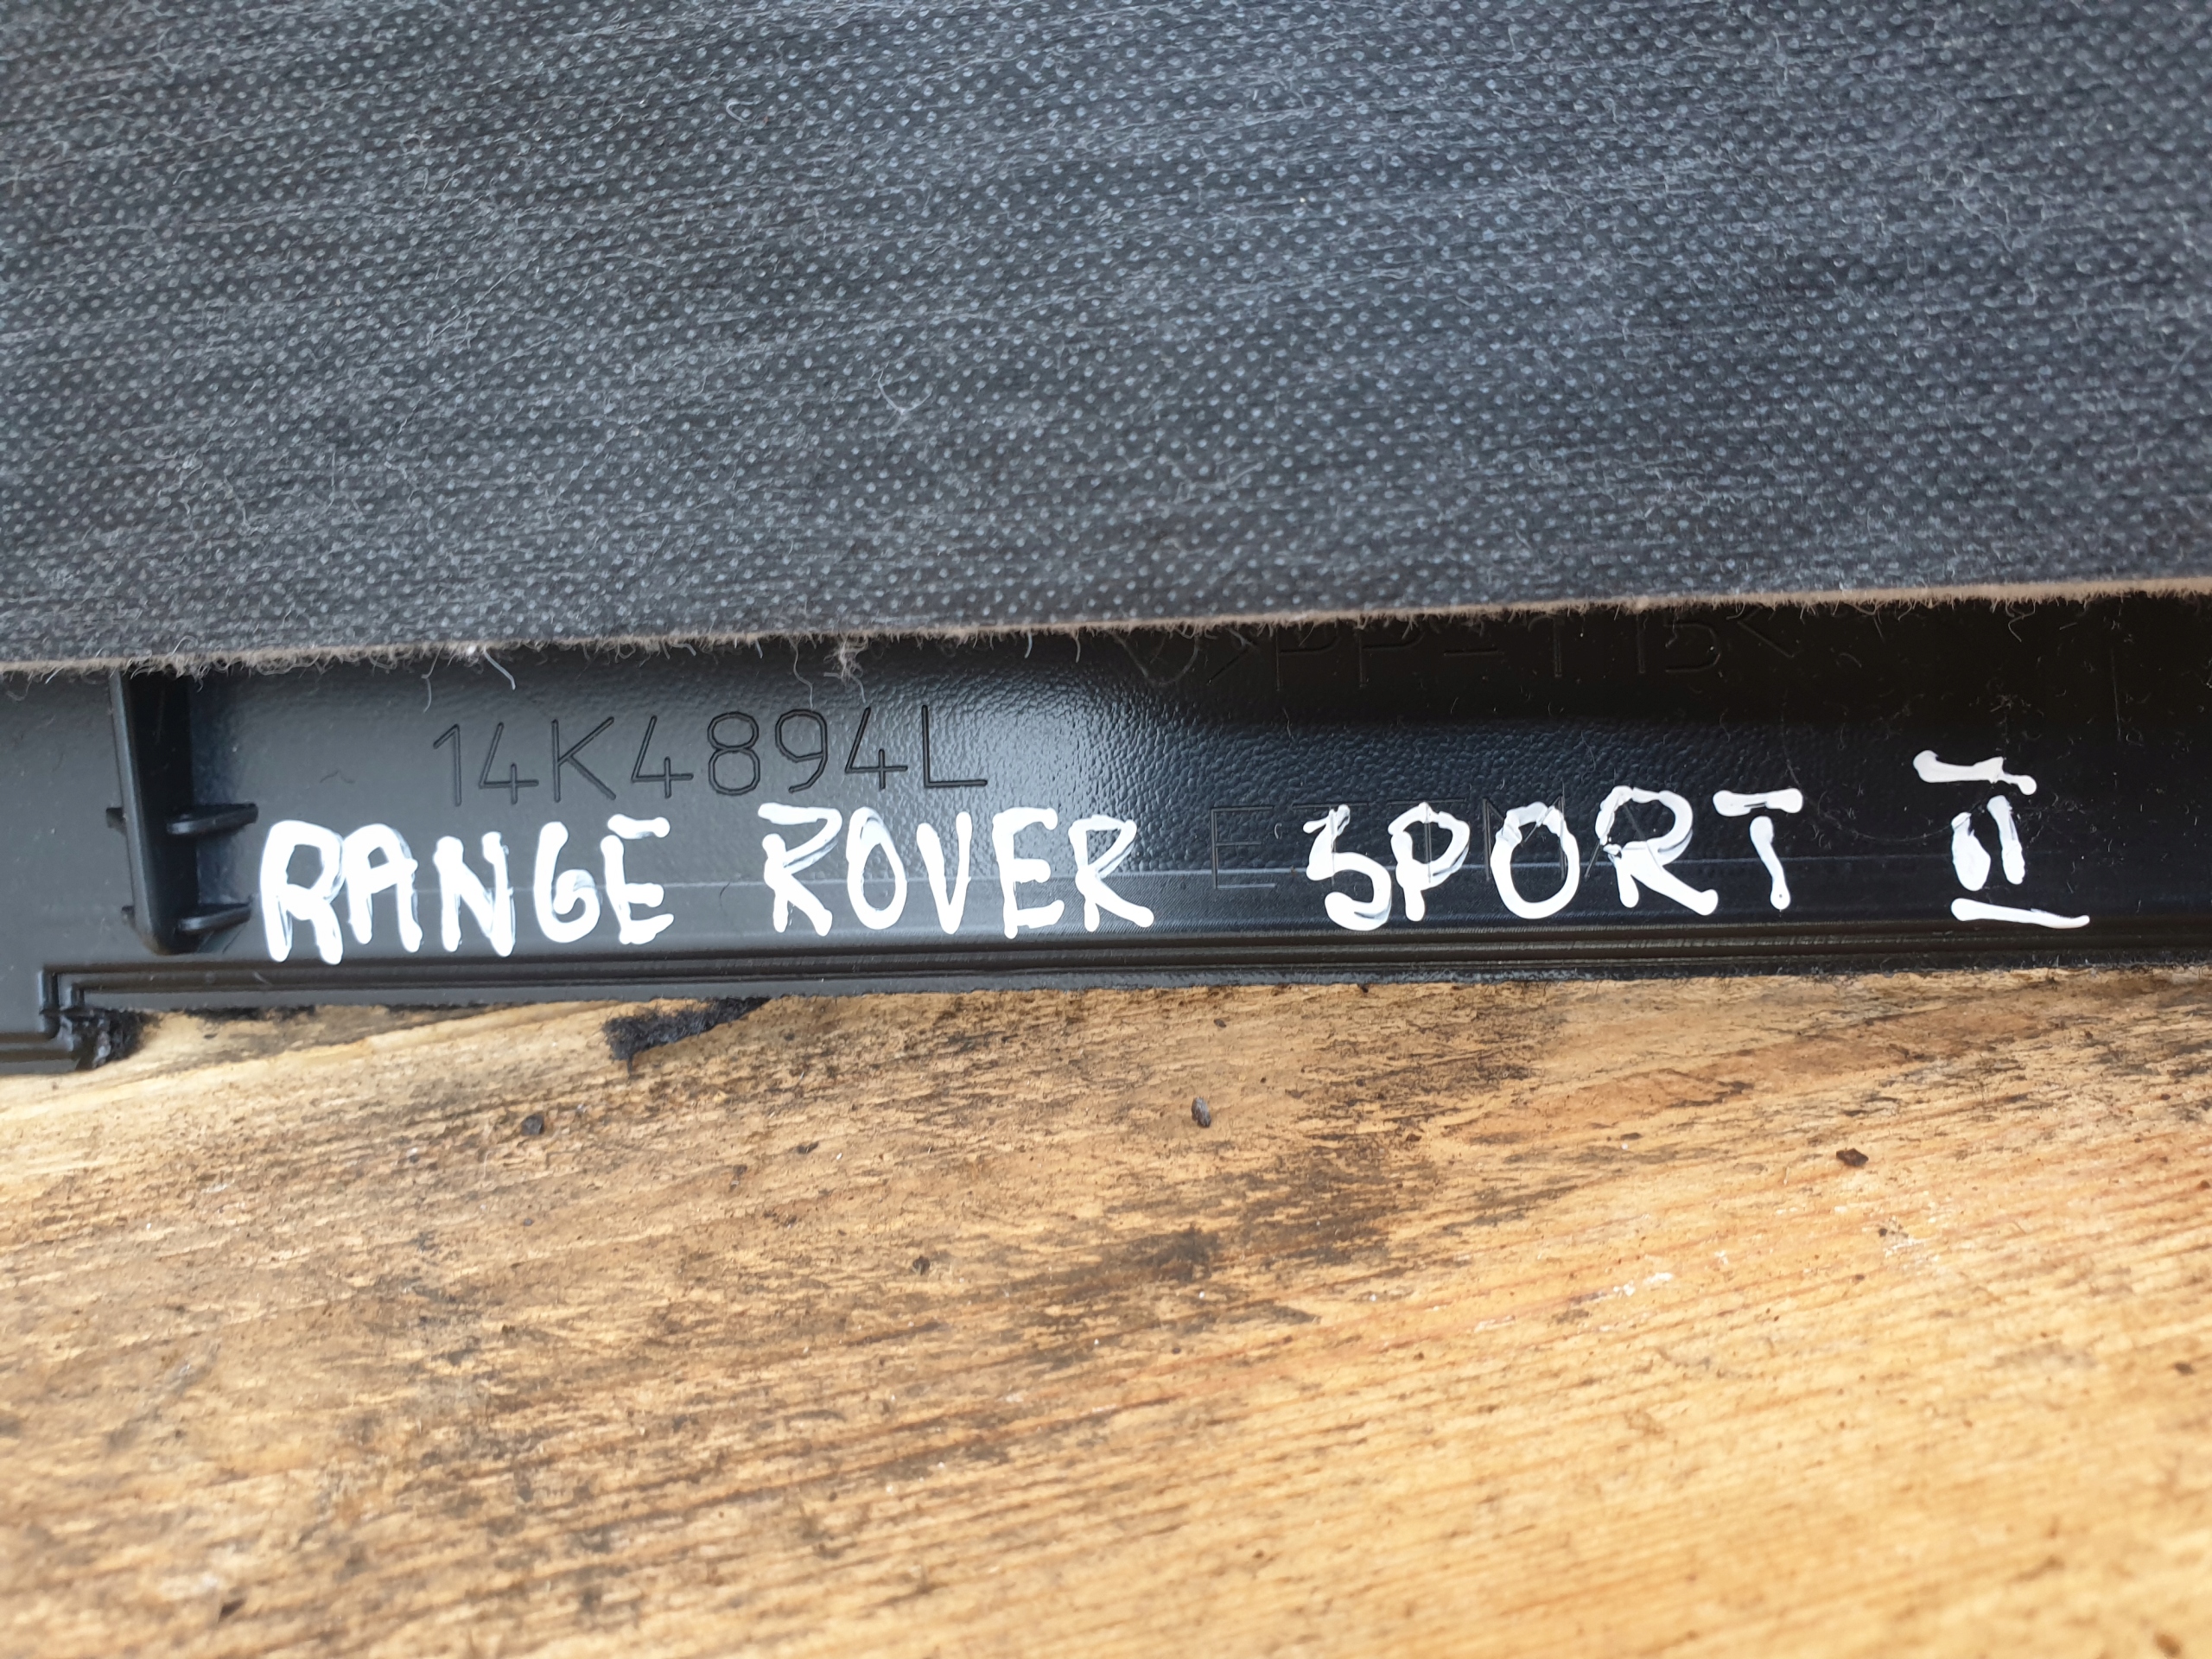 14K4894L
RANGE ROVER SPORT II